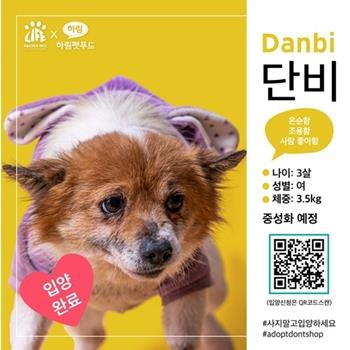 LIFE
하림
하림펫푸드
Danbi
단비
온순함
조용함
사람 좋아함
나이: 3살
성별: 여
체중: 3.5kg
중성화 예정
입양
완료
(입양신청은 QR코드스캔)
#사지말고입양하세요
#adoptdontshop